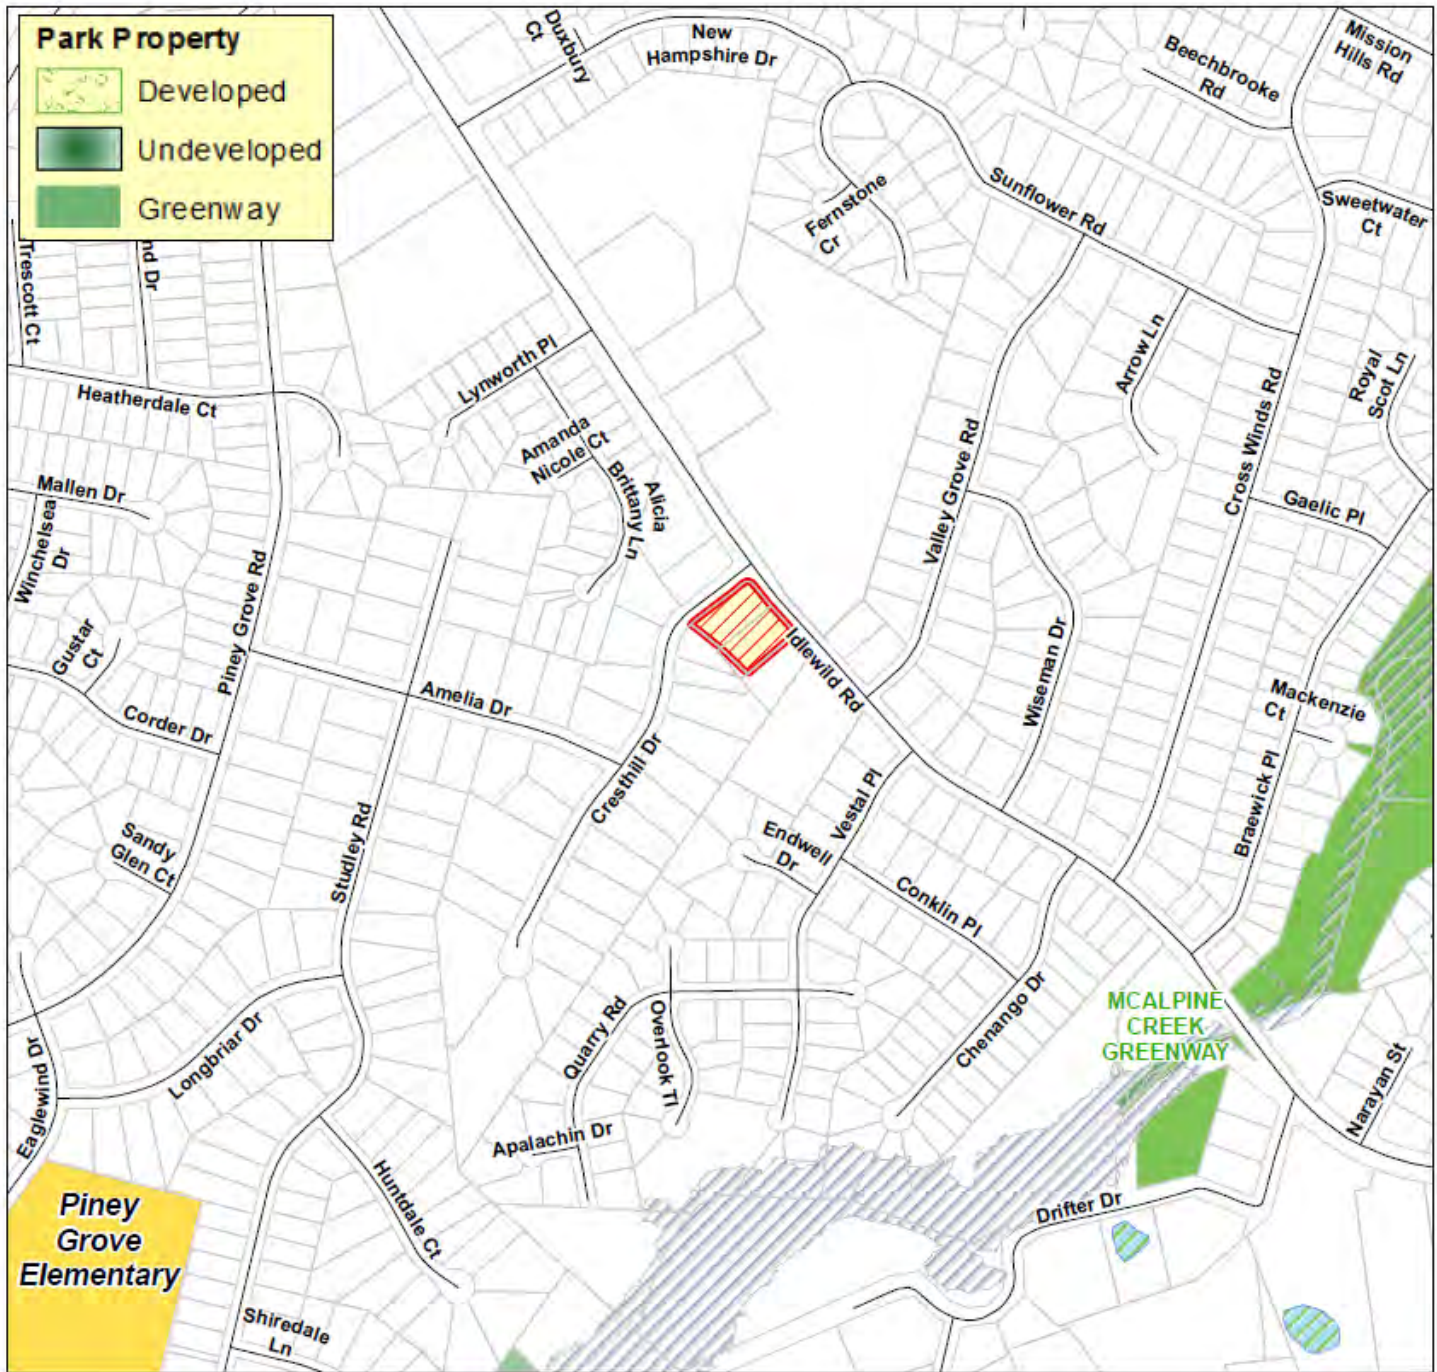 Park Property
Developed
Undeveloped
Greenway
Duxbury
Ct
New
Hampshire Dr
Mission
Hills Rd
Beechbrooke
Rd
Fernstone
Cr
Sunflower Rd
Sweetwater
Ct
Trescott Ct
nd Dr
Lynworth Pl
Arrow Ln
Royal
Scot Ln
Heatherdale Ct
Amanda
Nicole Ct
Alicia
Brittany Ln
Valley Grove Rd
Cross Winds Rd
Gaelic Pl
Mallen Dr
Winchelsea
Dr
Piney Grove Rd
Gustar
Ct
Idlewild Rd
Wiseman Dr
Mackenzie
Ct
Corder Dr
Amelia Dr
Cresthill Dr
Vestal Pl
Braewick Pl
Sandy
Glen Ct
Studley Rd
Endwell
Dr
Conklin Pl
Chenango Dr
Quarry Rd
Overlook Tl
MCALPINE
CREEK
GREENWAY
Longbriar Dr
Eaglewind Dr
Narayan St
Apalachin Dr
Huntdale Ct
Drifter Dr
Piney
Grove
Elementary
Shiredale
Ln